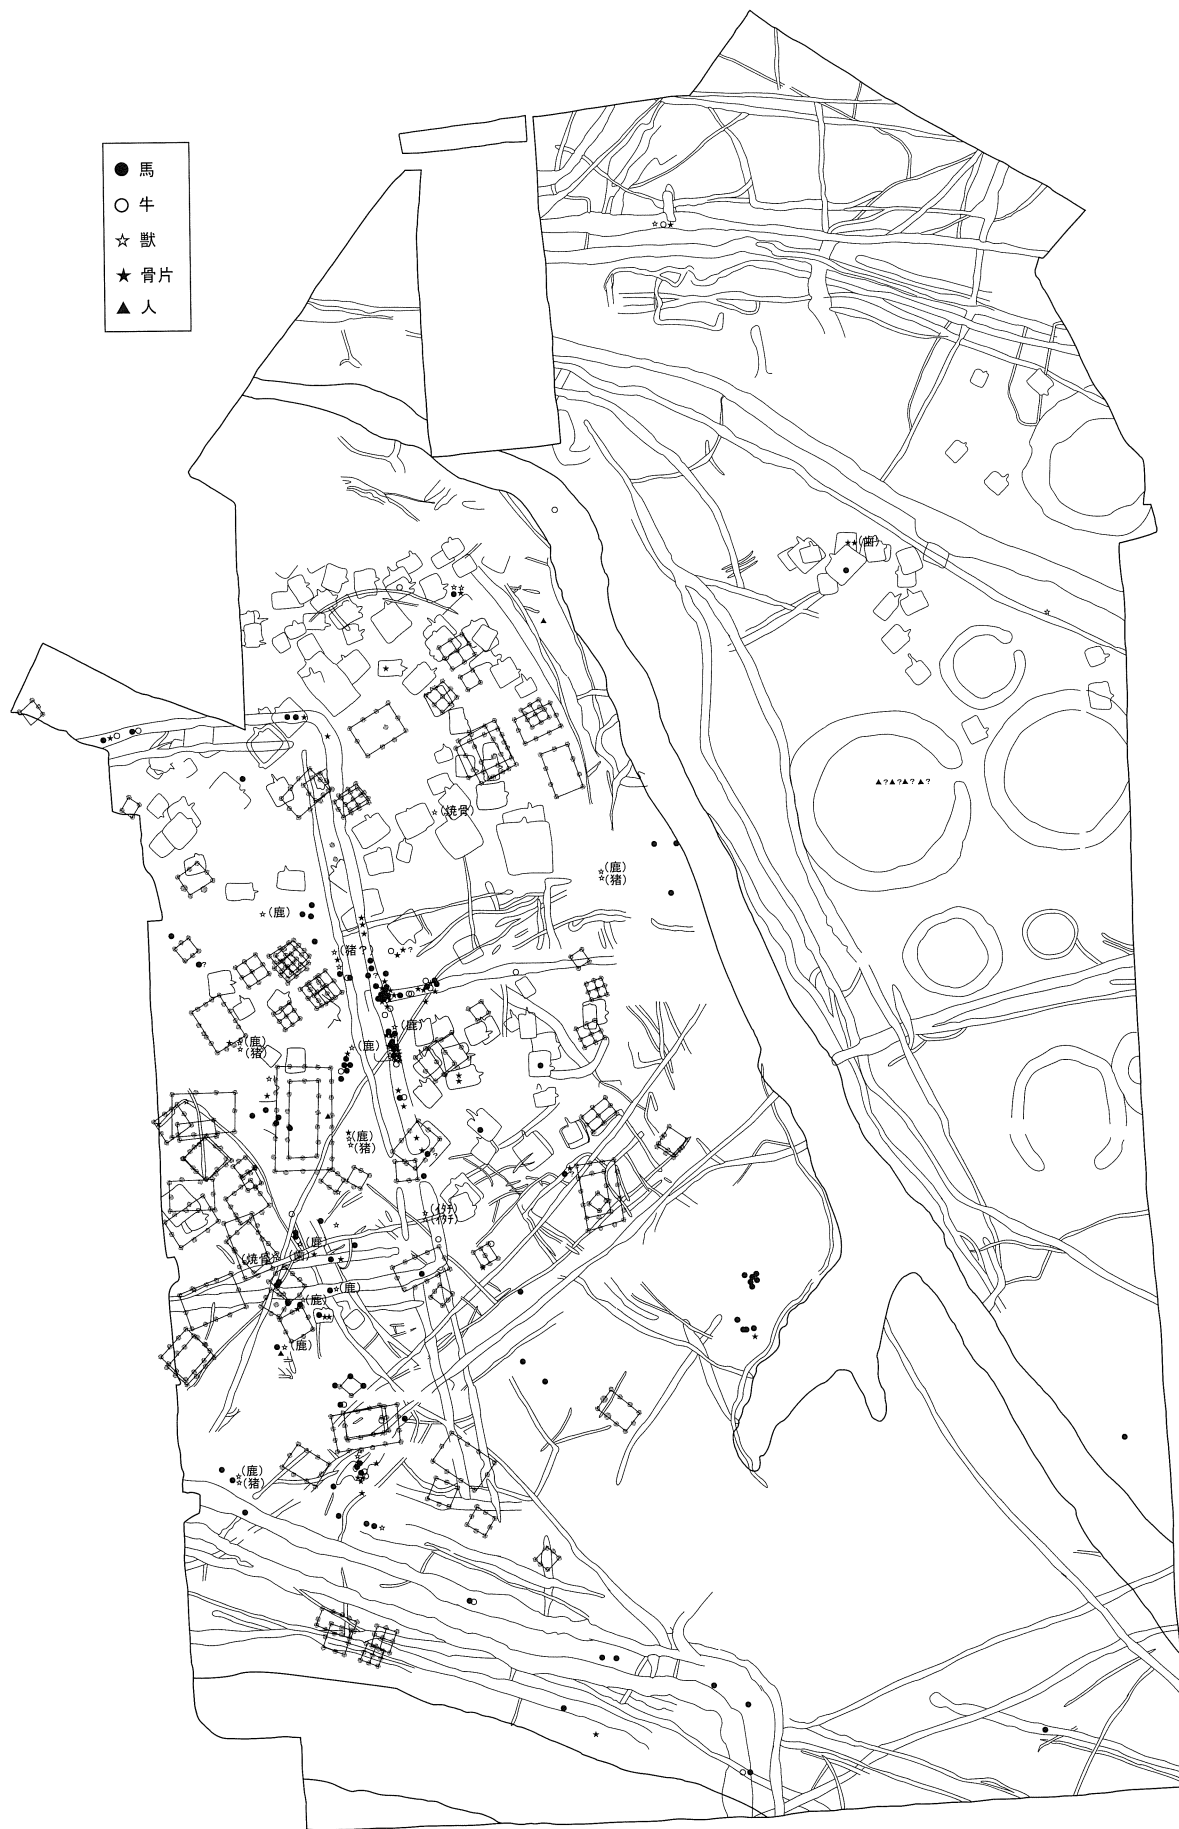 ● 馬
○ 牛
☆ 獣
★ 骨片
▲ 人
★★(歯)
▲?▲?▲?▲?
☆(焼骨)
☆(鹿)
☆(猪)
☆(鹿)
☆(猪?)
★?
●?
☆(鹿)
☆(鹿)
☆(猪)
☆(鹿)
☆(鹿)
☆(猪)
●?
☆(イタチ)
☆(イタチ)
☆(鹿)
(焼骨)☆(歯)★
☆(鹿)
☆(鹿)
☆(鹿)
☆(鹿)
☆(猪)